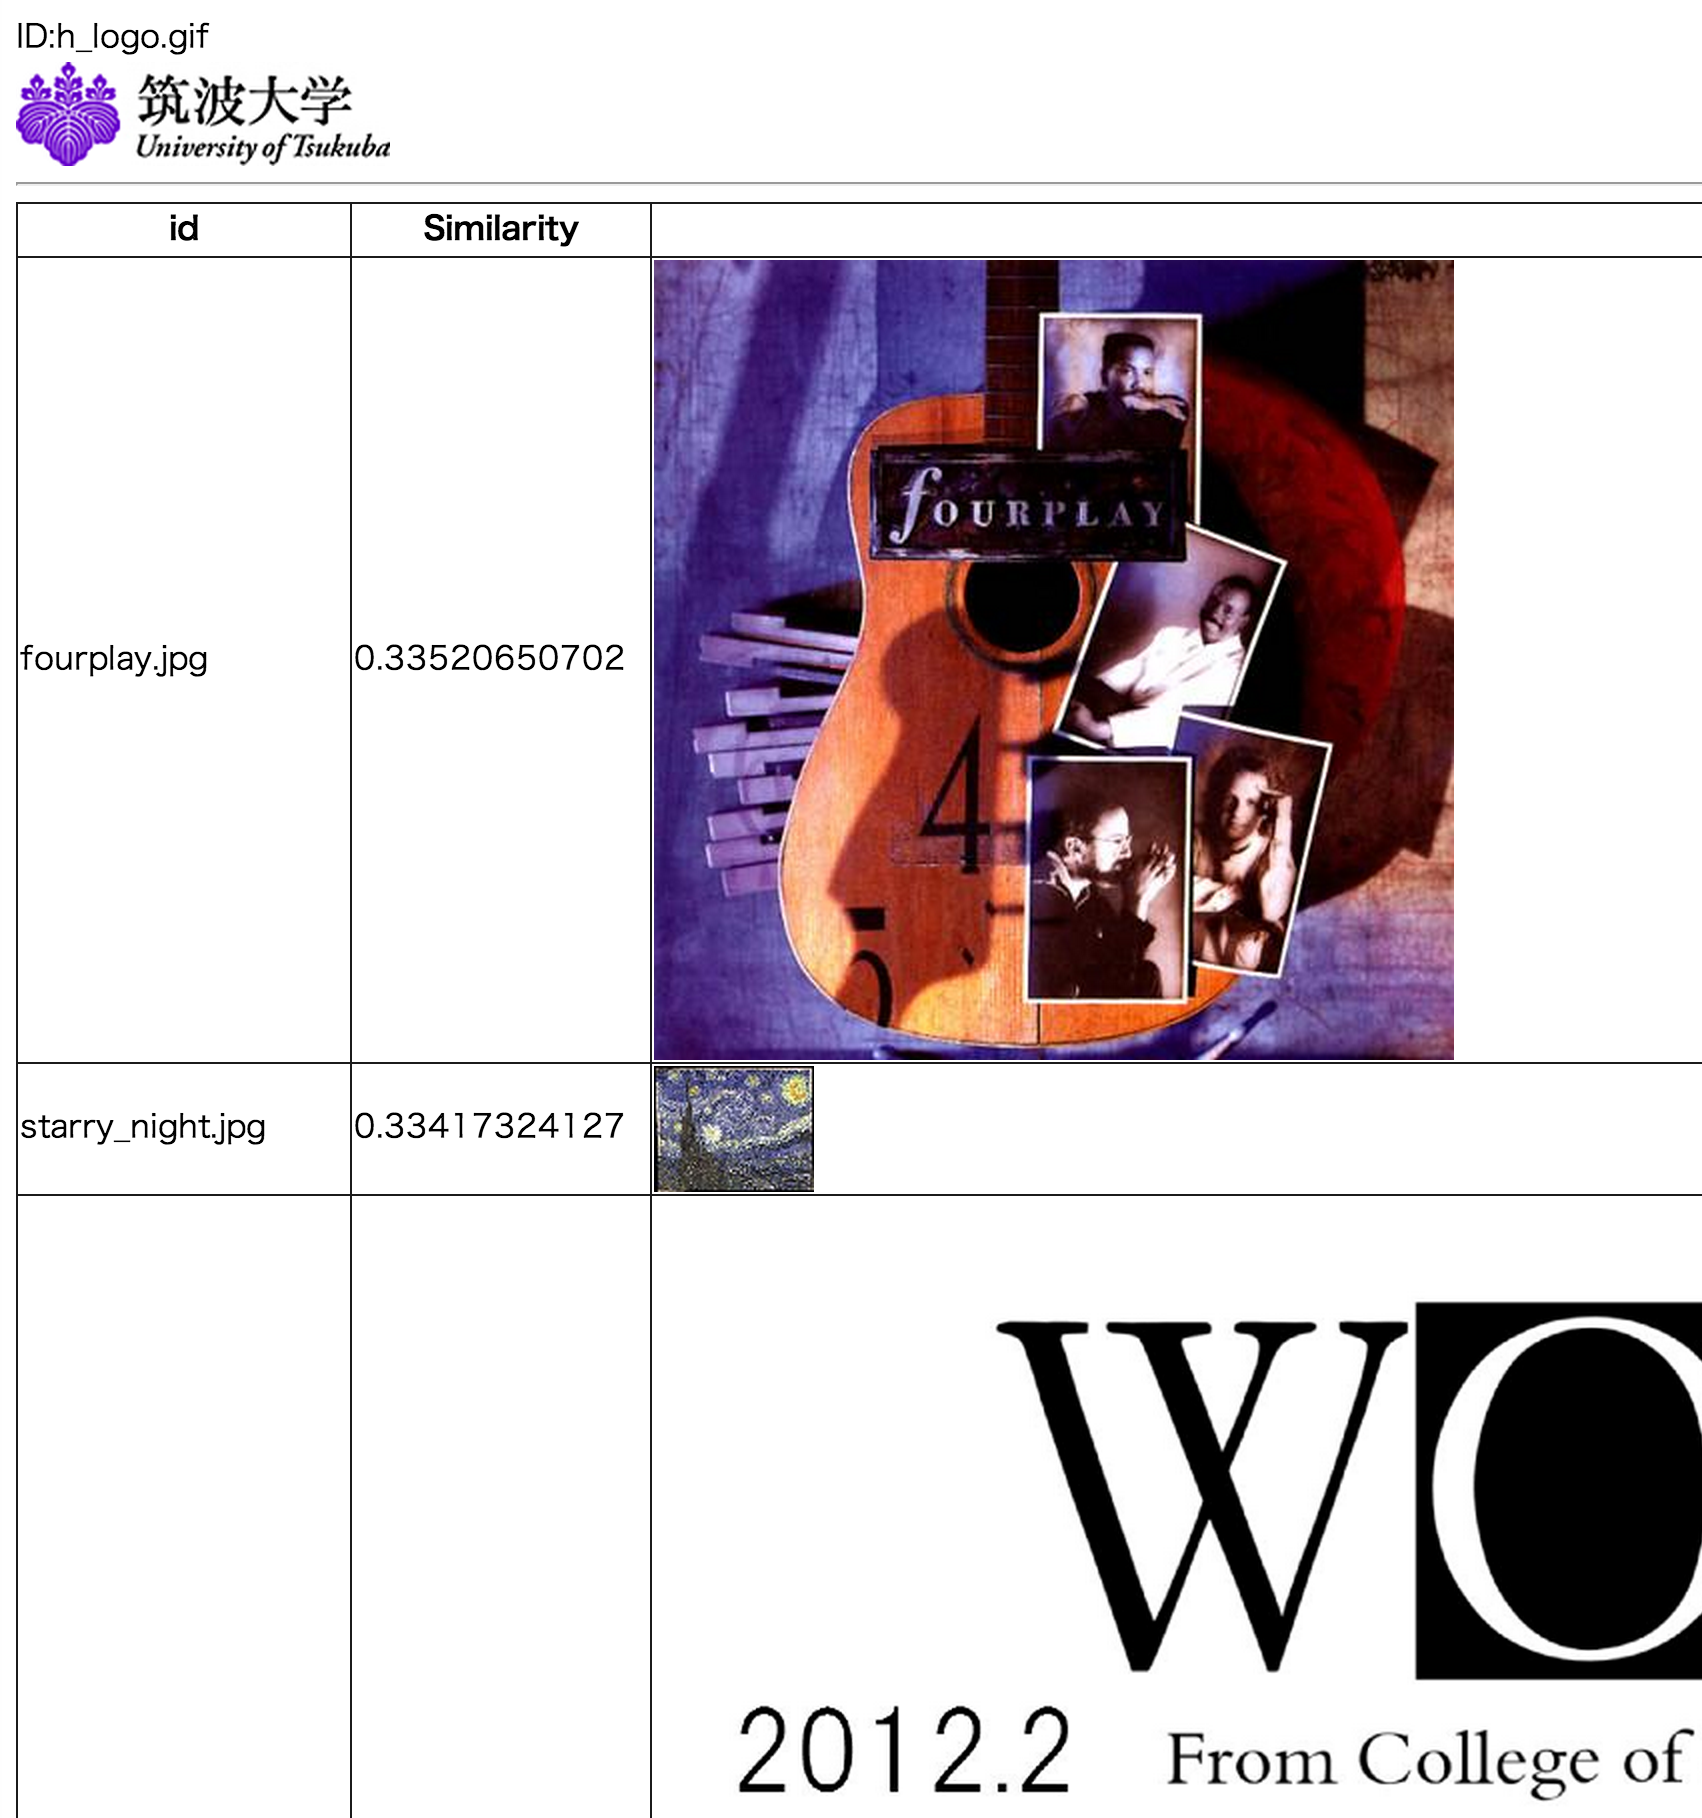 ID:h_logo.gif
筑波大学
University of Tsukuba
id Similarity
fourplay.jpg 0.33520650702
fOURPLAY
4
5
starry_night.jpg 0.33417324127
WO
2012.2 From College of